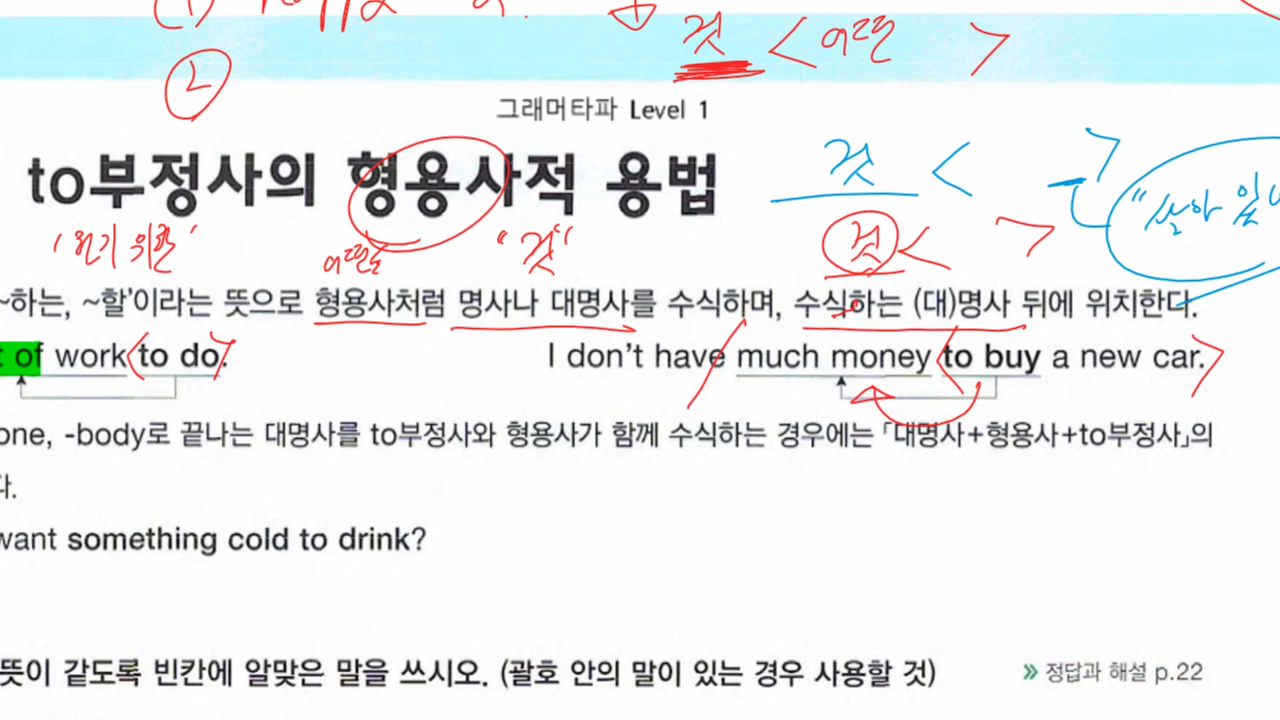 것 < 어떤 >
②
그래머타파 Level 1
to부정사의 형용사적 용법
것 < >
"살아 있
어떤 "것" 것 < >
~하는, ~할'이라는 뜻으로 형용사처럼 명사나 대명사를 수식하며, 수식하는 (대)명사 뒤에 위치한다.
t of work <to do>. I don't have / much money <to buy a new car.>
one, -body로 끝나는 대명사를 to부정사와 형용사가 함께 수식하는 경우에는 「대명사+형용사+to부정사」의
다.
want something cold to drink?
뜻이 같도록 빈칸에 알맞은 말을 쓰시오. (괄호 안의 말이 있는 경우 사용할 것) » 정답과 해설 p.22